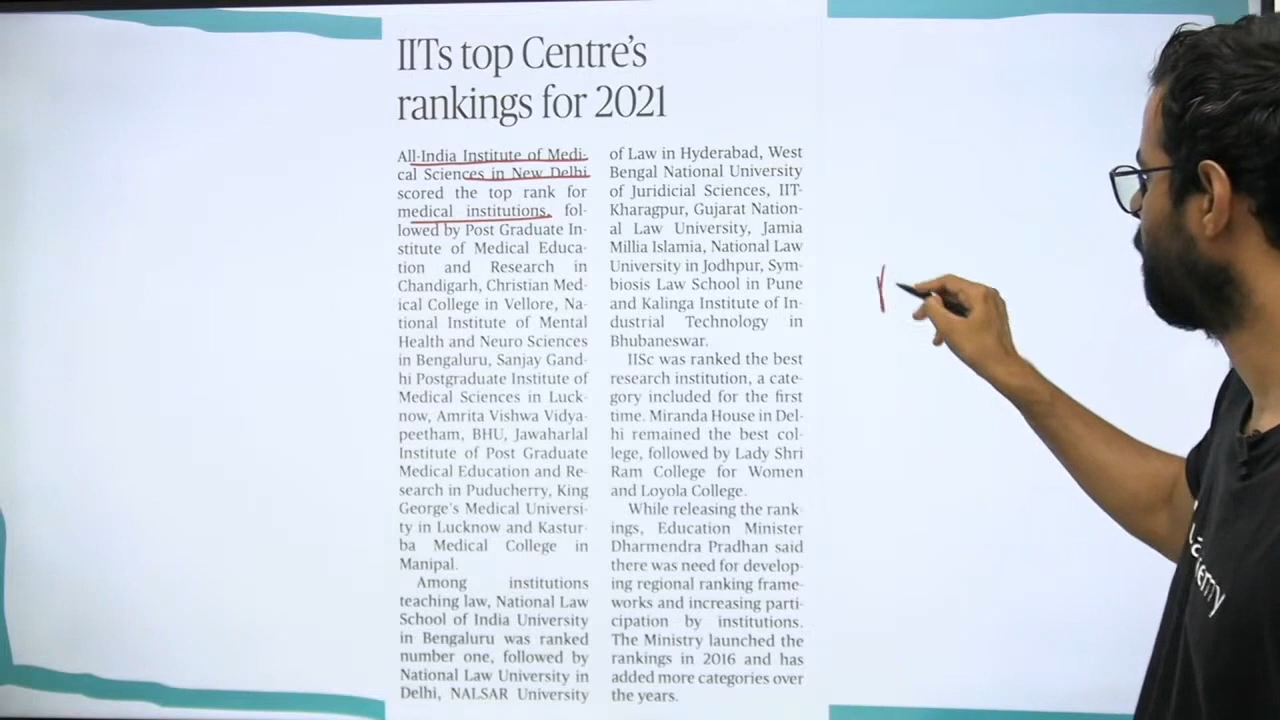 IITs top Centre's
rankings for 2021
All-India Institute of Medi-
cal Sciences in New Delhi
scored the top rank for
medical institutions, fol-
lowed by Post Graduate In-
stitute of Medical Educa-
tion and Research in
Chandigarh, Christian Med-
ical College in Vellore, Na-
tional Institute of Mental
Health and Neuro Sciences
in Bengaluru, Sanjay Gand-
hi Postgraduate Institute of
Medical Sciences in Luck-
now, Amrita Vishwa Vidya-
peetham, BHU, Jawaharlal
Institute of Post Graduate
Medical Education and Re-
search in Puducherry, King
George's Medical Universi-
ty in Lucknow and Kastur-
ba Medical College in
Manipal.
Among institutions
teaching law, National Law
School of India University
in Bengaluru was ranked
number one, followed by
National Law University in
Delhi, NALSAR University
of Law in Hyderabad, West
Bengal National University
of Juridicial Sciences, IIT-
Kharagpur, Gujarat Nation-
al Law University, Jamia
Millia Islamia, National Law
University in Jodhpur, Sym-
biosis Law School in Pune
and Kalinga Institute of In-
dustrial Technology in
Bhubaneswar.
IISc was ranked the best
research institution, a cate-
gory included for the first
time. Miranda House in Del-
hi remained the best col-
lege, followed by Lady Shri
Ram College for Women
and Loyola College.
While releasing the rank-
ings, Education Minister
Dharmendra Pradhan said
there was need for develop-
ing regional ranking frame-
works and increasing parti-
cipation by institutions.
The Ministry launched the
rankings in 2016 and has
added more categories over
the years.